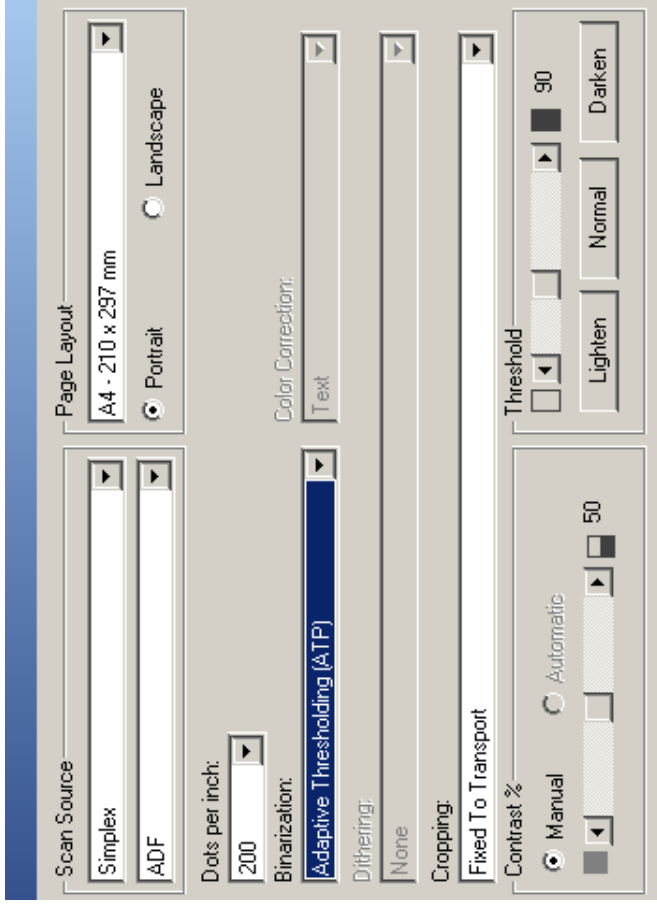 Scan Source
Simplex
ADF
Page Layout
A4 - 210 x 297 mm
Portrait
Landscape
Dots per inch:
200
Binarization:
Adaptive Thresholding (ATP)
Color Correction:
Text
Dithering:
None
Cropping:
Fixed To Transport
Contrast %
Manual
Automatic
50
Threshold
90
Lighten
Normal
Darken